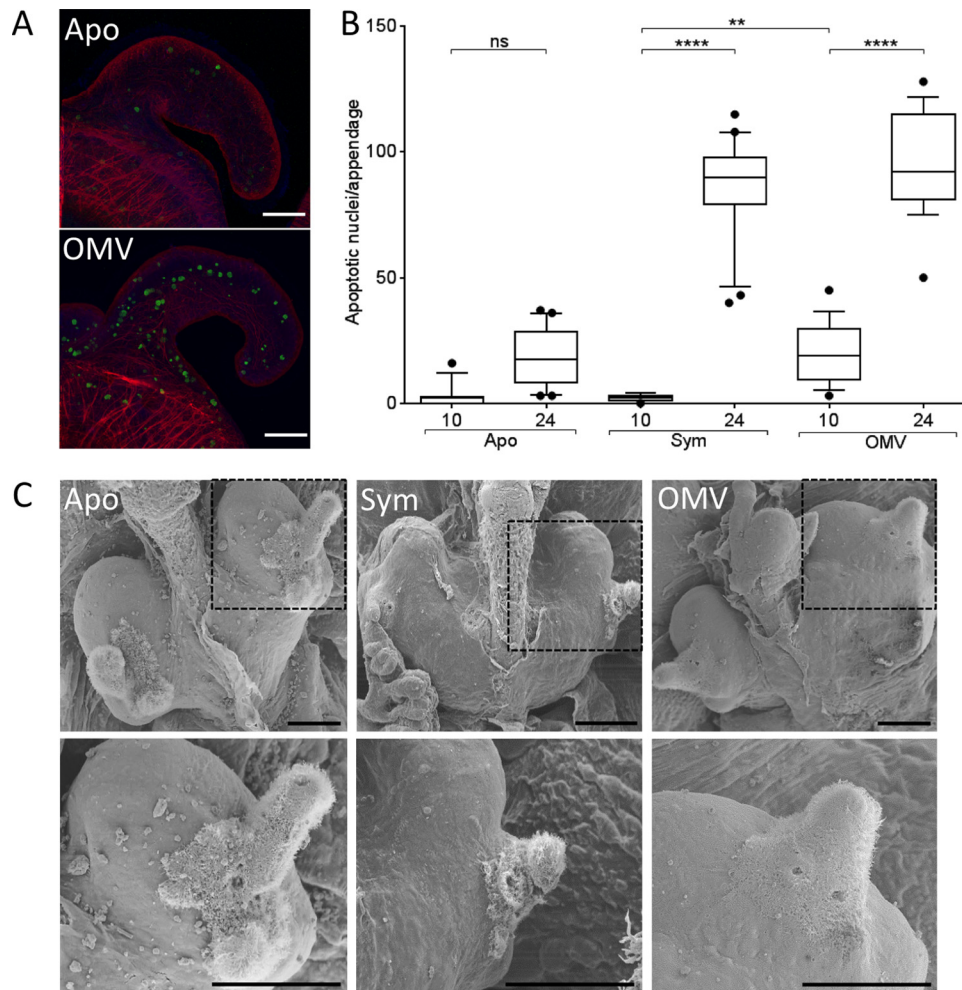 A
Apo
OMV
B
Apoptotic nuclei/appendage
150
100
50
0
ns
**
****
****
10 24 10 24 10 24
Apo Sym OMV
C
Apo Sym OMV